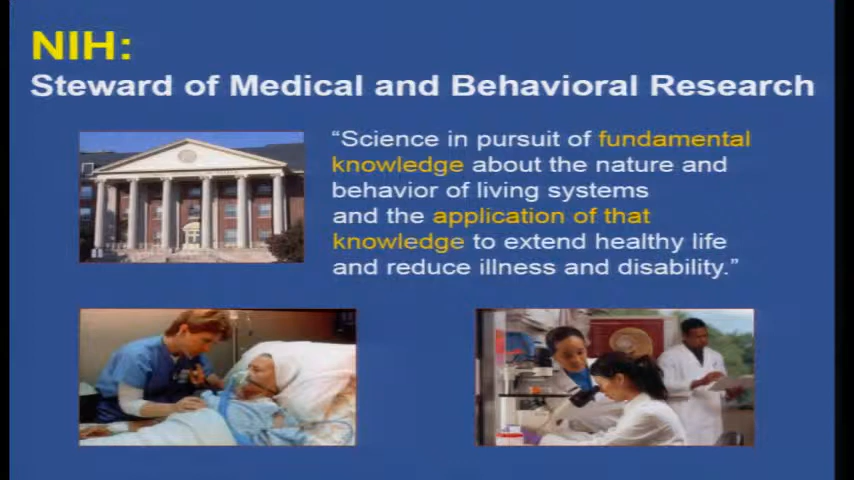 NIH:
Steward of Medical and Behavioral Research
“Science in pursuit of fundamental
knowledge about the nature and
behavior of living systems
and the application of that
knowledge to extend healthy life
and reduce illness and disability.”